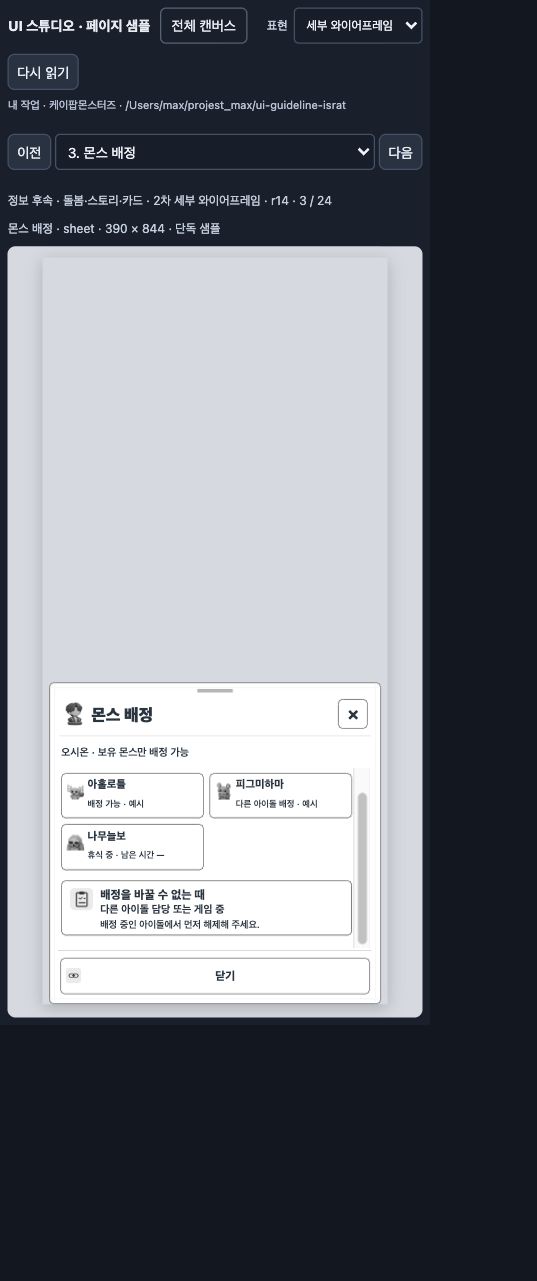 UI 스튜디오 · 페이지 샘플
전체 캔버스
표현
세부 와이어프레임
다시 읽기
내 작업 · 케이팝몬스터즈 · /Users/max/projest_max/ui-guideline-israt
이전
3. 몬스 배정
다음
정보 후속 · 돌봄·스토리·카드 · 2차 세부 와이어프레임 · r14 · 3 / 24
몬스 배정 · sheet · 390 × 844 · 단독 샘플
몬스 배정
오시온 · 보유 몬스만 배정 가능
아홀로틀
배정 가능 · 예시
피그미하마
다른 아이돌 배정 · 예시
나무늘보
휴식 중 · 남은 시간 —
배정을 바꿀 수 없는 때
다른 아이돌 담당 또는 게임 중
배정 중인 아이돌에서 먼저 해제해 주세요.
닫기